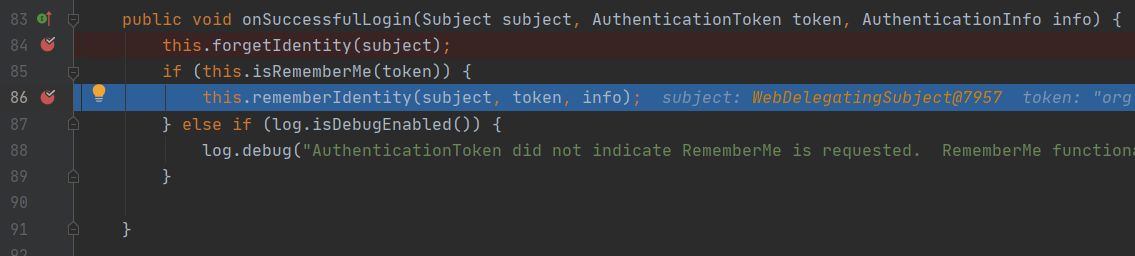 83 public void onSuccessfulLogin(Subject subject, AuthenticationToken token, AuthenticationInfo info) {
84 this.forgetIdentity(subject);
85 if (this.isRememberMe(token)) {
86 this.rememberIdentity(subject, token, info); subject: WebDelegatingSubject@7957 token: "org
87 } else if (log.isDebugEnabled()) {
88 log.debug("AuthenticationToken did not indicate RememberMe is requested. RememberMe functiona
89 }
90
91 }
92